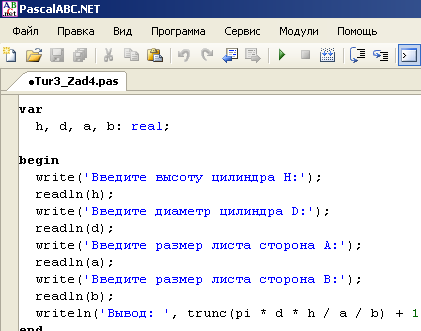 PascalABC.NET
Файл Правка Вид Программа Сервис Модули Помощь
•Tur3_Zad4.pas
var
h, d, a, b: real;
begin
write('Введите высоту цилиндра H:');
readln(h);
write('Введите диаметр цилиндра D:');
readln(d);
write('Введите размер листа сторона A:');
readln(a);
write('Введите размер листа сторона B:');
readln(b);
writeln('Вывод: ', trunc(pi * d * h / a / b) + 1
end